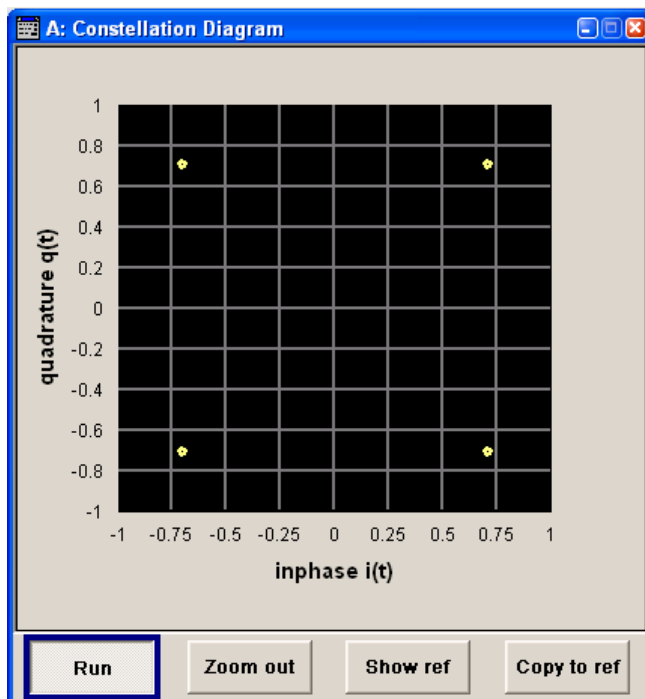 A: Constellation Diagram
quadrature q(t)
1
0.8
0.6
0.4
0.2
0
-0.2
-0.4
-0.6
-0.8
-1
-1 -0.75 -0.5 -0.25 0 0.25 0.5 0.75 1
inphase i(t)
Run Zoom out Show ref Copy to ref